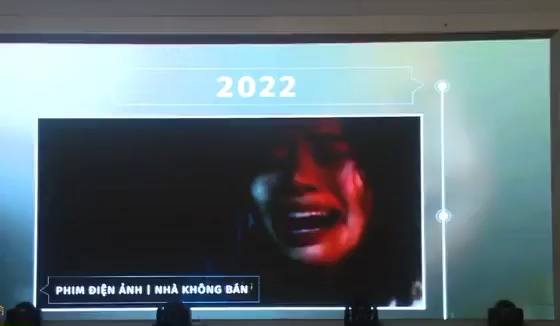 2022
PHIM ĐIỆN ẢNH | NHÀ KHÔNG BÁN